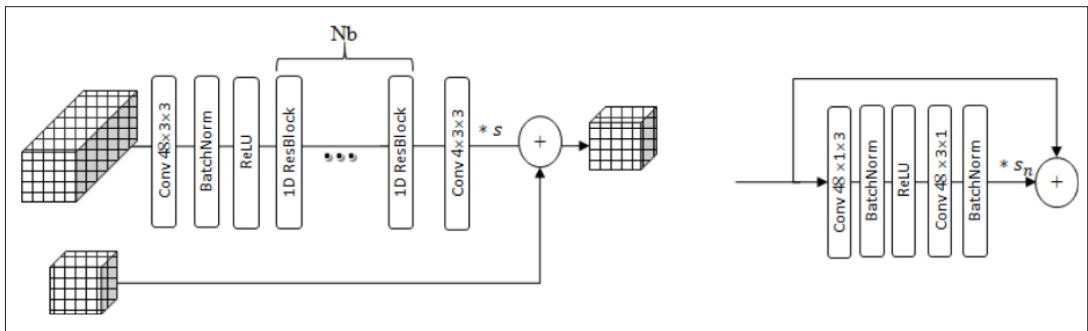 Nb
Conv 48×3×3
BatchNorm
ReLU
1D ResBlock
1D ResBlock
Conv 4×3×3
* s
+
Conv 48×1×3
BatchNorm
ReLU
Conv 48×3×1
BatchNorm
* sn
+